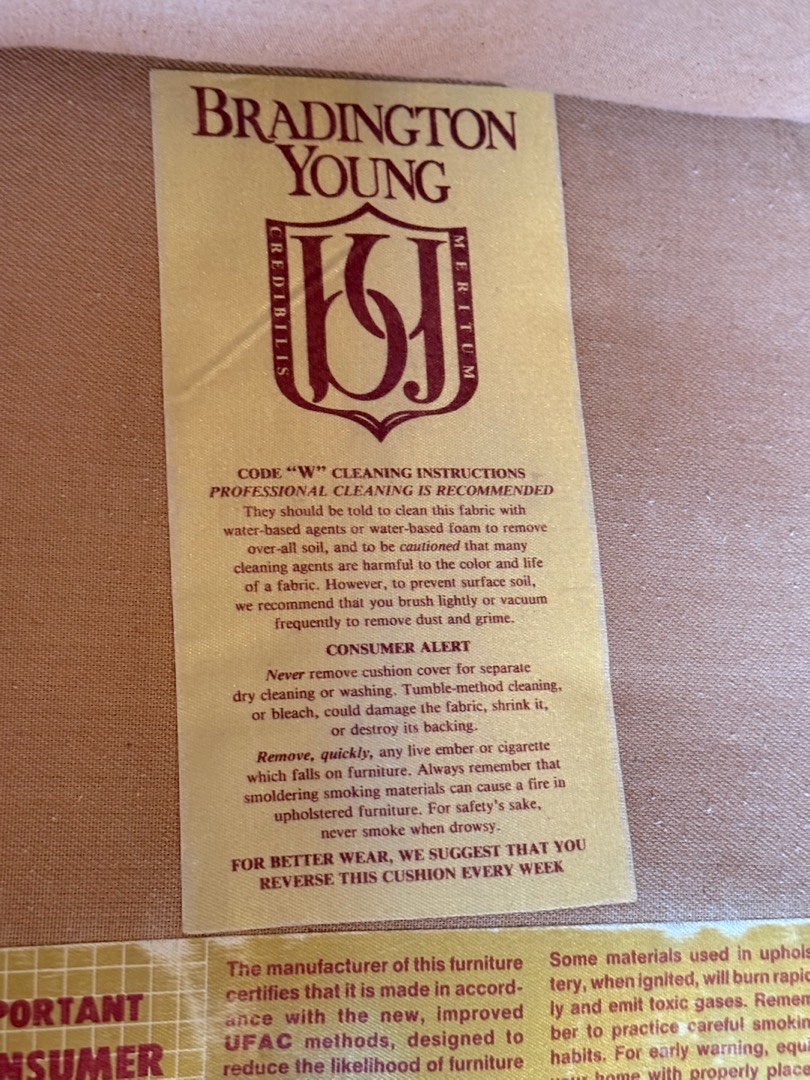 BRADINGTON
YOUNG
CREDIBILIS
MERITUM
CODE “W” CLEANING INSTRUCTIONS
PROFESSIONAL CLEANING IS RECOMMENDED
They should be told to clean this fabric with
water-based agents or water-based foam to remove
over-all soil, and to be cautioned that many
cleaning agents are harmful to the color and life
of a fabric. However, to prevent surface soil,
we recommend that you brush lightly or vacuum
frequently to remove dust and grime.
CONSUMER ALERT
Never remove cushion cover for separate
dry cleaning or washing. Tumble-method cleaning,
or bleach, could damage the fabric, shrink it,
or destroy its backing.
Remove, quickly, any live ember or cigarette
which falls on furniture. Always remember that
smoldering smoking materials can cause a fire in
upholstered furniture. For safety’s sake,
never smoke when drowsy.
FOR BETTER WEAR, WE SUGGEST THAT YOU
REVERSE THIS CUSHION EVERY WEEK
PORTANT
NSUMER
The manufacturer of this furniture
certifies that it is made in accord-
ance with the new, improved
UFAC methods, designed to
reduce the likelihood of furniture
Some materials used in uphols
tery, when ignited, will burn rapid
ly and emit toxic gases. Remem
ber to practice careful smokin
habits. For early warning, equi
your home with properly place